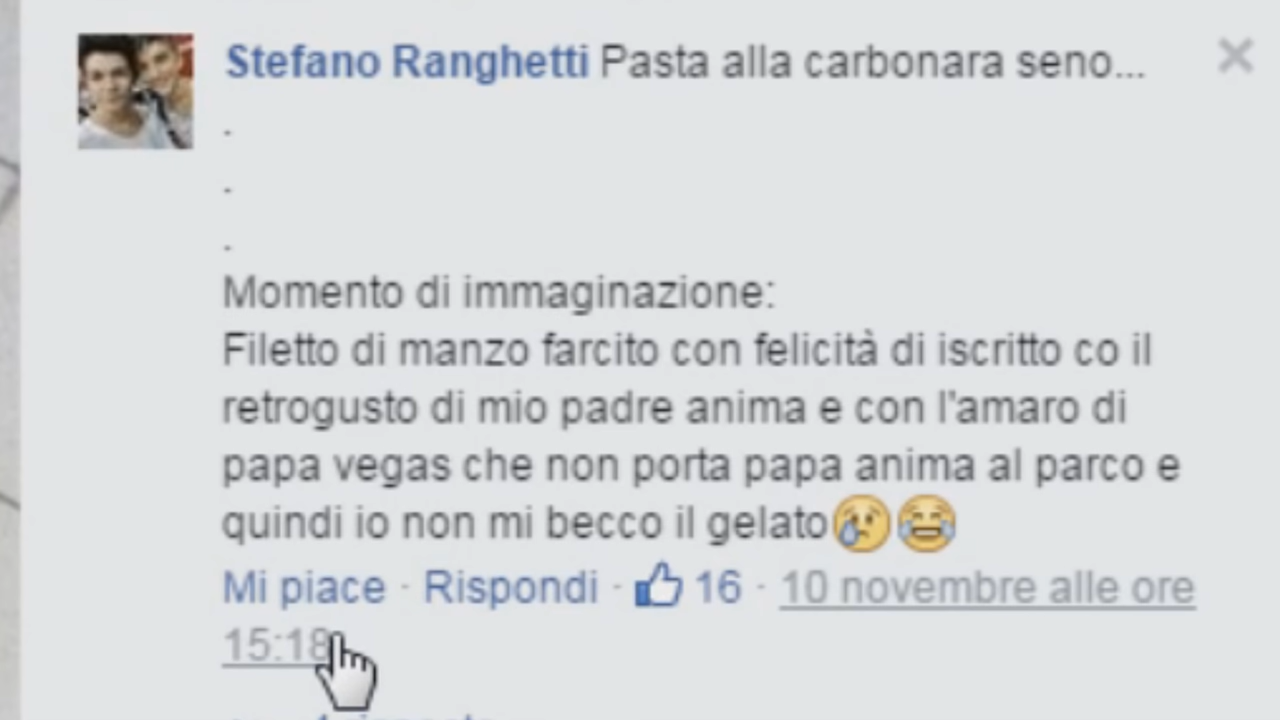 Stefano Ranghetti Pasta alla carbonara seno...
.
.
.
Momento di immaginazione:
Filetto di manzo farcito con felicità di iscritto co il
retrogusto di mio padre anima e con l'amaro di
papa vegas che non porta papa anima al parco e
quindi io non mi becco il gelato😢😂
Mi piace · Rispondi · 16 · 10 novembre alle ore
15:18